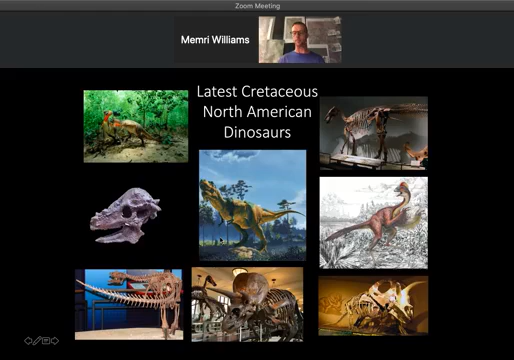 Zoom Meeting
Memri Williams
Latest Cretaceous
North American
Dinosaurs